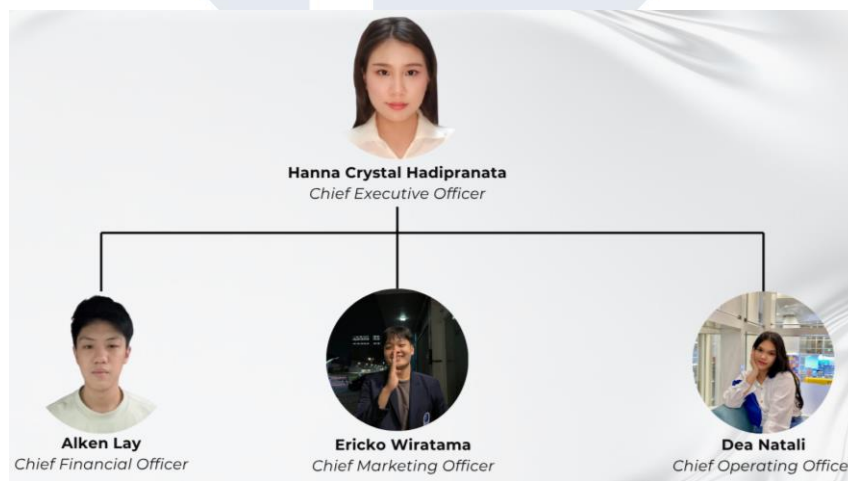 Hanna Crystal Hadipranata
Chief Executive Officer
Alken Lay
Chief Financial Officer
Ericko Wiratama
Chief Marketing Officer
Dea Natali
Chief Operating Office